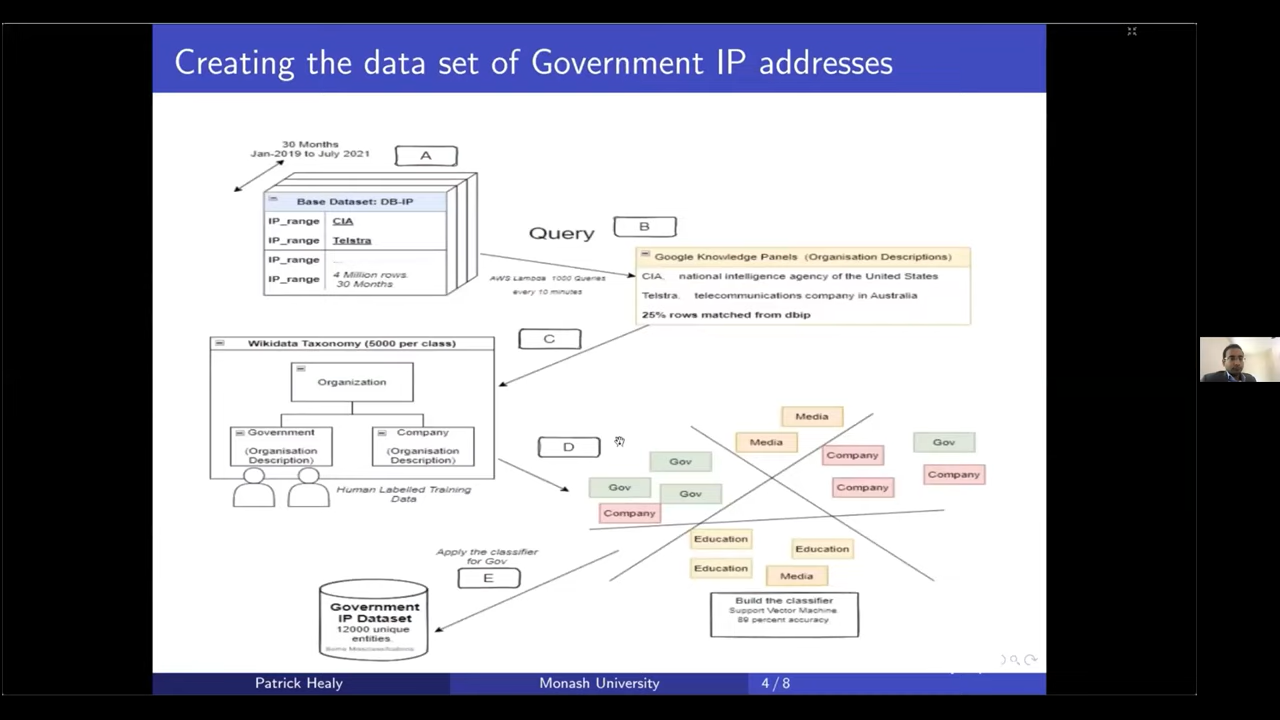 Creating the data set of Government IP addresses
30 Months
Jan-2019 to July 2021
A
Base Dataset: DB-IP
IP_range CIA
IP_range Telstra
IP_range ...
IP_range 4 Million rows.
30 Months
Query
B
AWS Lambda 1000 Queries
every 10 minutes
Google Knowledge Panels (Organisation Descriptions)
CIA. national intelligence agency of the United States
Telstra. telecommunications company in Australia
25% rows matched from dbip
C
Wikidata Taxonomy (5000 per class)
Organization
Government
(Organisation
Description)
Company
(Organisation
Description)
Human Labelled Training
Data
D
Media
Media
Gov
Company
Gov
Company
Gov
Company
Gov
Company
Education
Education
Education
Media
Build the classifier
Support Vector Machine
89 percent accuracy
Apply the classifier
for Gov
E
Government
IP Dataset
12000 unique
entities.
Some Missclassifications
Patrick Healy
Monash University
4 / 8